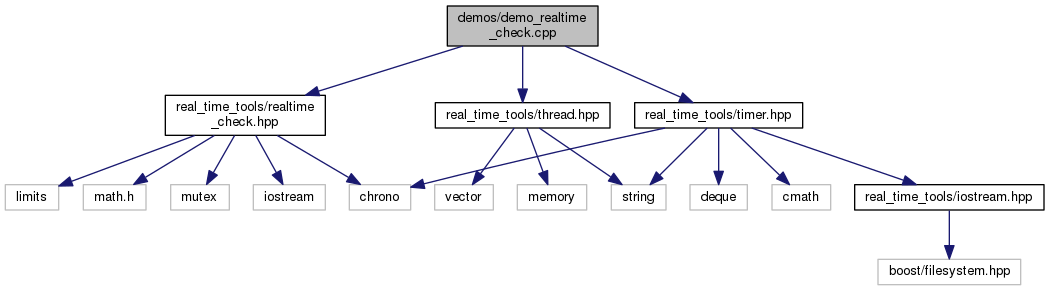 demos/demo_realtime
_check.cpp
real_time_tools/realtime
_check.hpp
real_time_tools/thread.hpp
real_time_tools/timer.hpp
limits
math.h
mutex
iostream
chrono
vector
memory
string
deque
cmath
real_time_tools/iostream.hpp
boost/filesystem.hpp